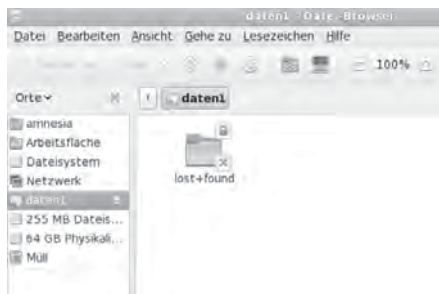 daten1 - Datei-Browser
Datei Bearbeiten Ansicht Gehe zu Lesezeichen Hilfe
100%
Orte
daten1
amnesia
Arbeitsfläche
Dateisystem
Netzwerk
daten1
255 MB Dateis...
64 GB Physikali...
Müll
lost+found